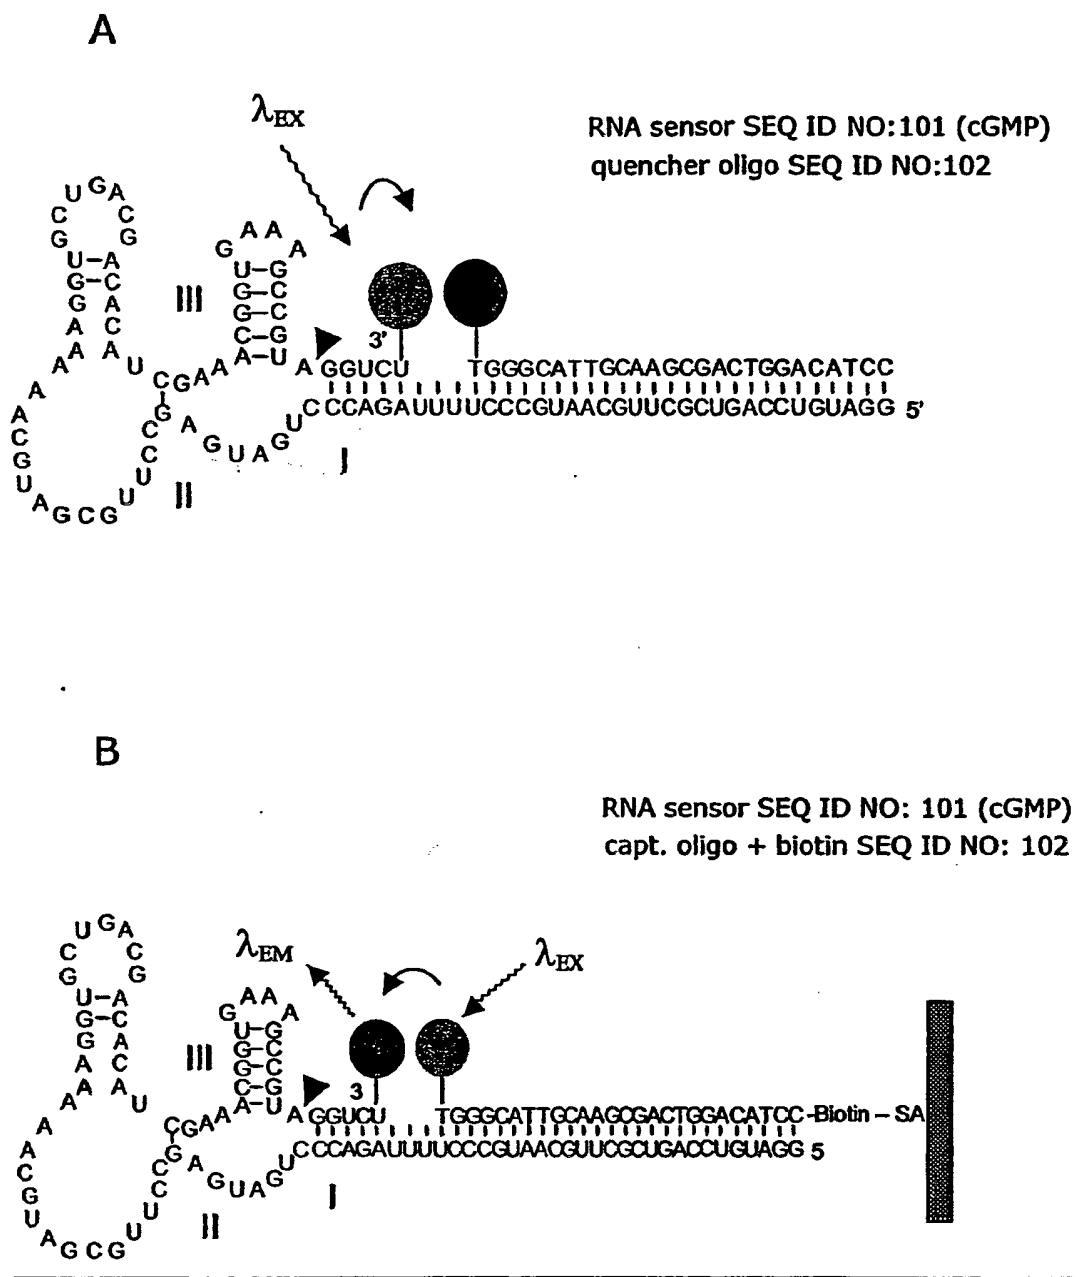 A
λEX
RNA sensor SEQ ID NO:101 (cGMP)
quencher oligo SEQ ID NO:102
U G A
C C
G G
U–A
G–C
G A
A C
A A
U
A
A
A
C
G
U
A G C G
U
U
C
C
G
III
G A A A
U–G
G–C
G–C
C–G
A–U
CGAA
3'
A GGUCU
TGGGCATTGCAAGCGACTGGACATCC
CCCAGAUUUUCCCGUAACGUUCGCUGACCUGUAGG 5'
A G U A G U
I
II
B
RNA sensor SEQ ID NO: 101 (cGMP)
capt. oligo + biotin SEQ ID NO: 102
λEM
λEX
U G A
C C
G G
U–A
G–C
G A
A C
A A
U
A
A
A
C
G
U
A G C G
U
U
C
C
G
III
G A A A
U–G
G–C
G–C
C–G
A–U
CGAA
3
A GGUCU
TGGGCATTGCAAGCGACTGGACATCC -Biotin – SA
CCCAGAUUUUCCCGUAACGUUCGCUGACCUGUAGG 5
A G U A G U
I
II